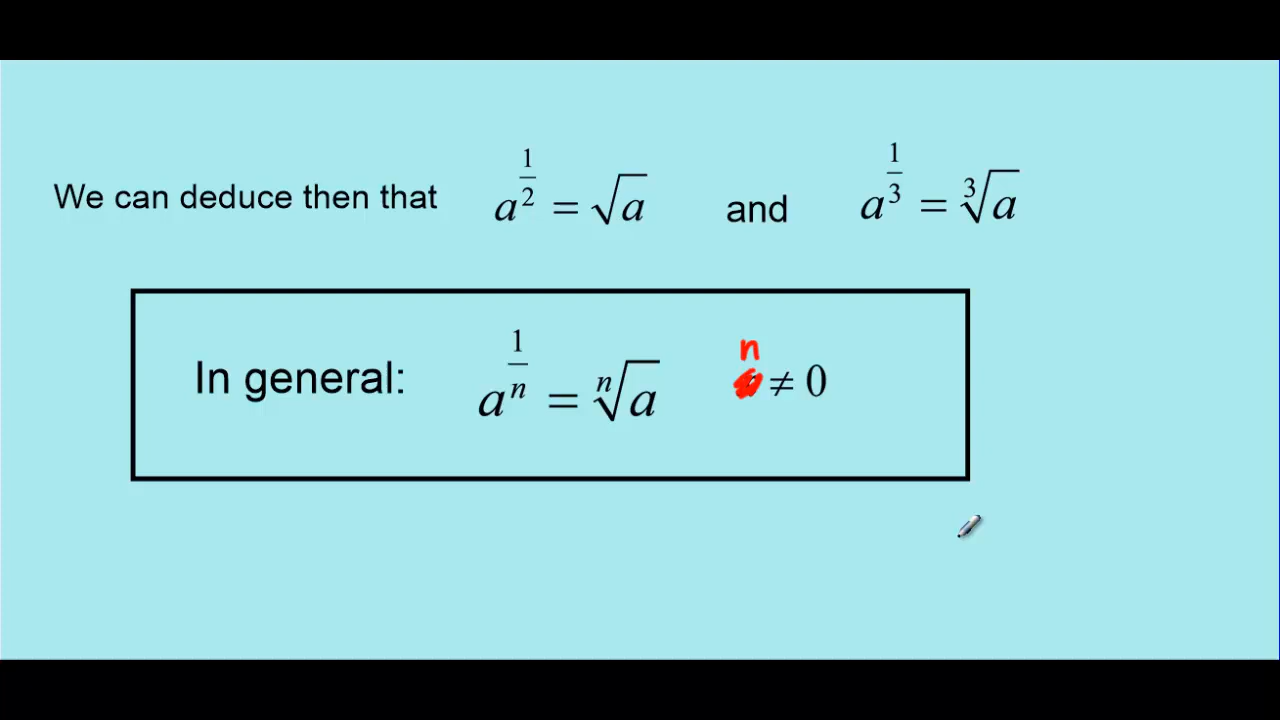 We can deduce then that a^{1/2} = √a and a^{1/3} = ∛a
In general: a^{1/n} = ⁿ√a n ≠ 0